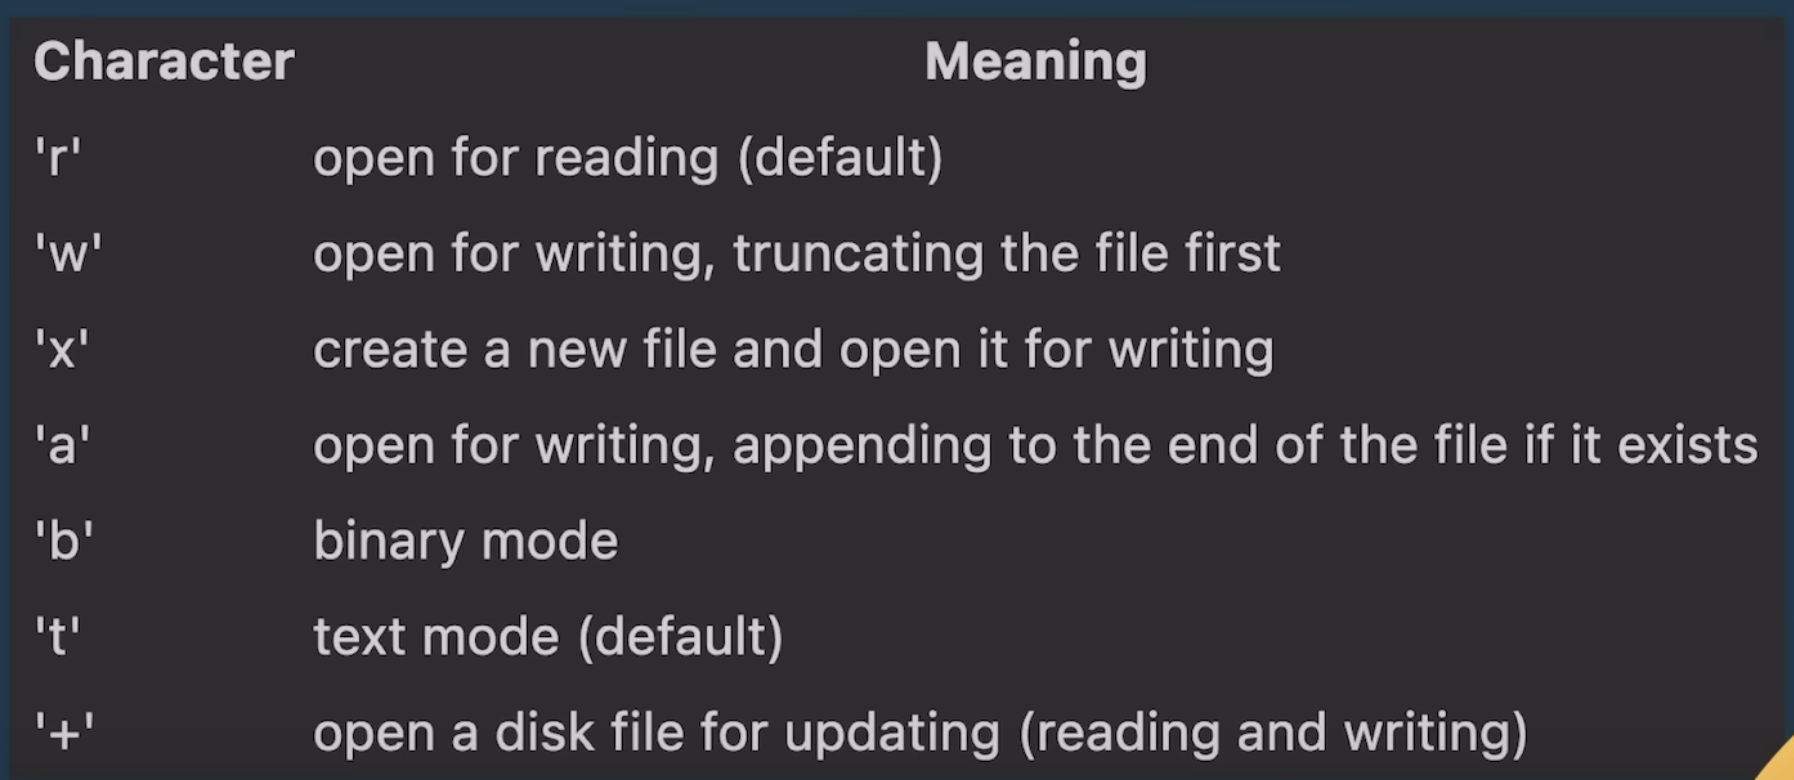 Character Meaning
'r' open for reading (default)
'w' open for writing, truncating the file first
'x' create a new file and open it for writing
'a' open for writing, appending to the end of the file if it exists
'b' binary mode
't' text mode (default)
'+' open a disk file for updating (reading and writing)